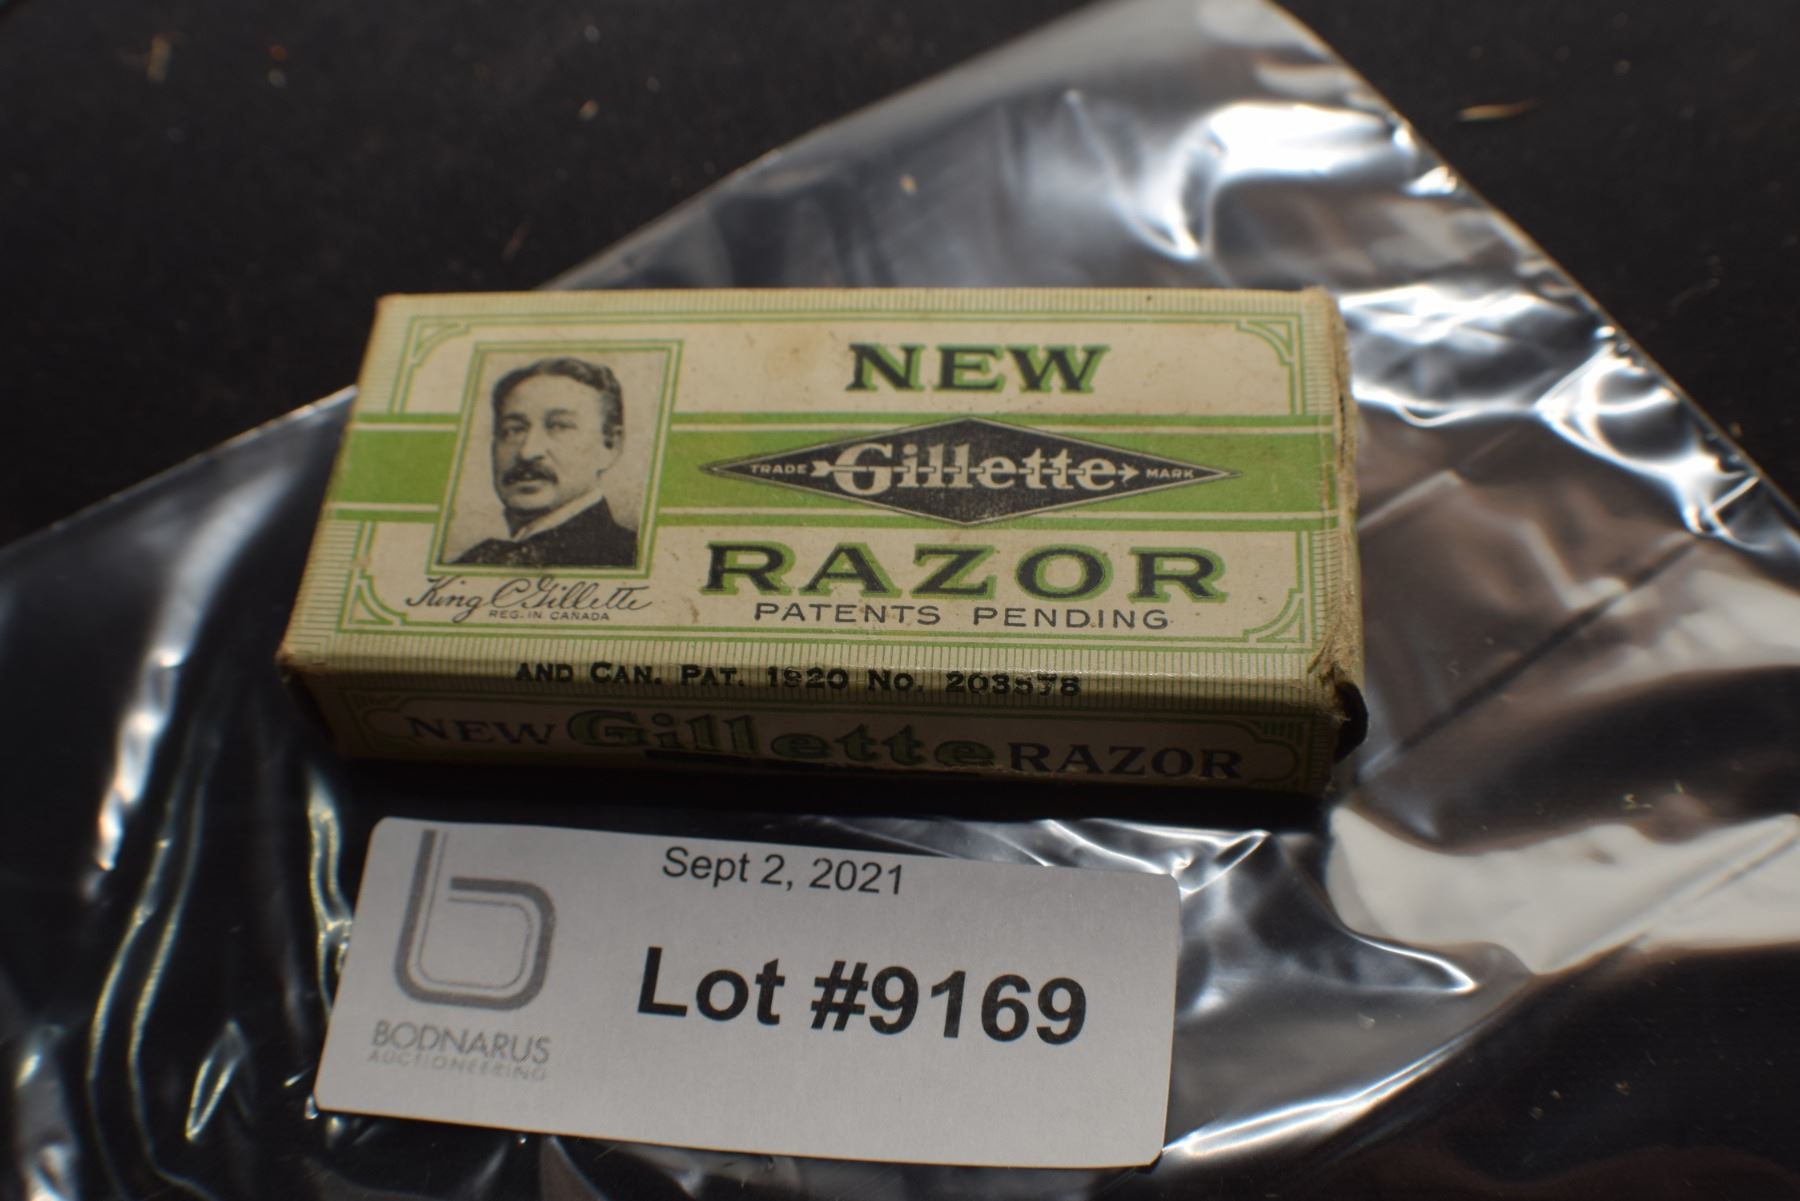 NEW
TRADE Gillette MARK
RAZOR
PATENTS PENDING
King C Gillette
REG. IN CANADA
AND CAN. PAT. 1920 No. 203578
NEW Gillette RAZOR
Sept 2, 2021
Lot #9169
BODNARUS
AUCTIONEERING